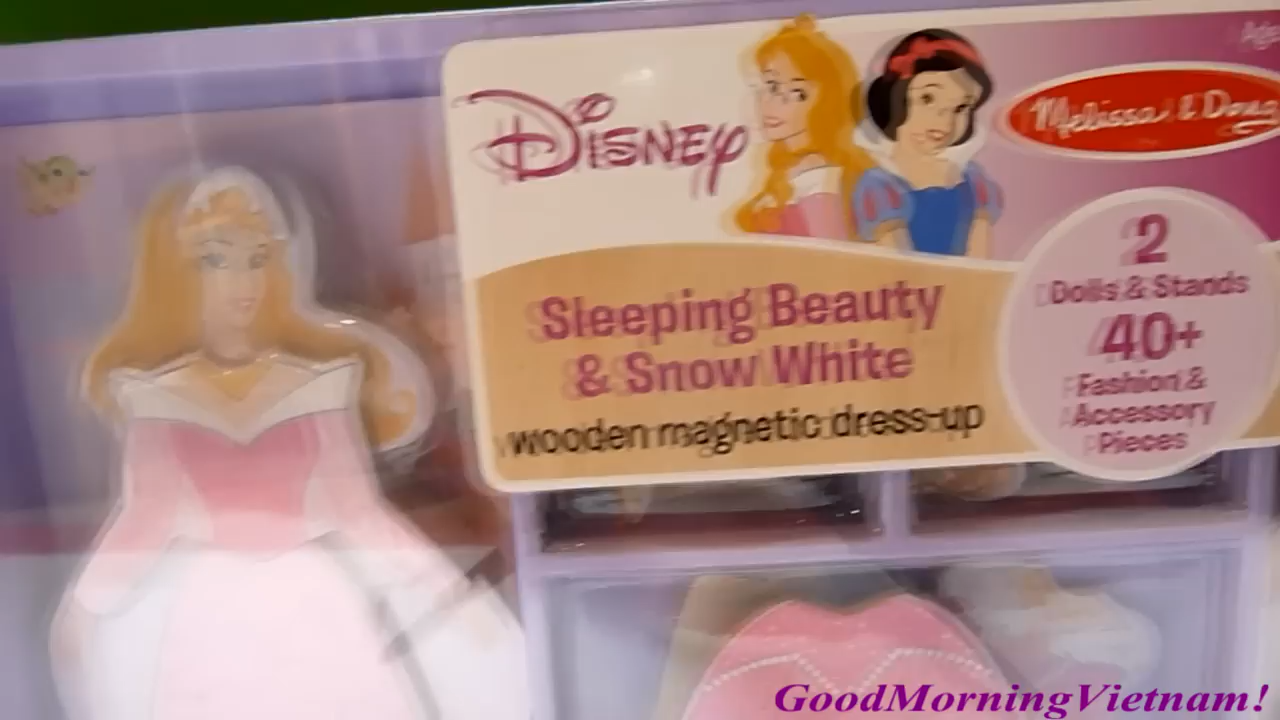 Disney
Melissa & Doug
Sleeping Beauty
& Snow White
wooden magnetic dress-up
2
Dolls & Stands
40+
Fashion &
Accessory
Pieces
GoodMorningVietnam!